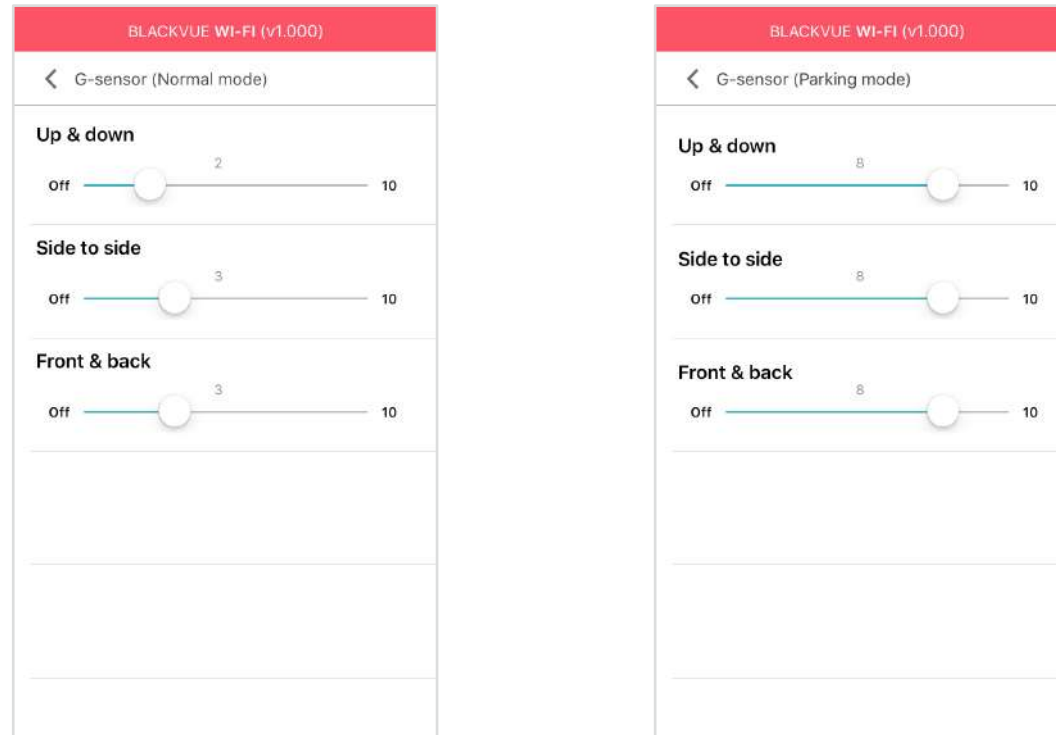 BLACKVUE WI-FI (v1.000)
G-sensor (Normal mode)
Up & down
2
Off 10
Side to side
3
Off 10
Front & back
3
Off 10
BLACKVUE WI-FI (v1.000)
G-sensor (Parking mode)
Up & down
8
Off 10
Side to side
8
Off 10
Front & back
8
Off 10